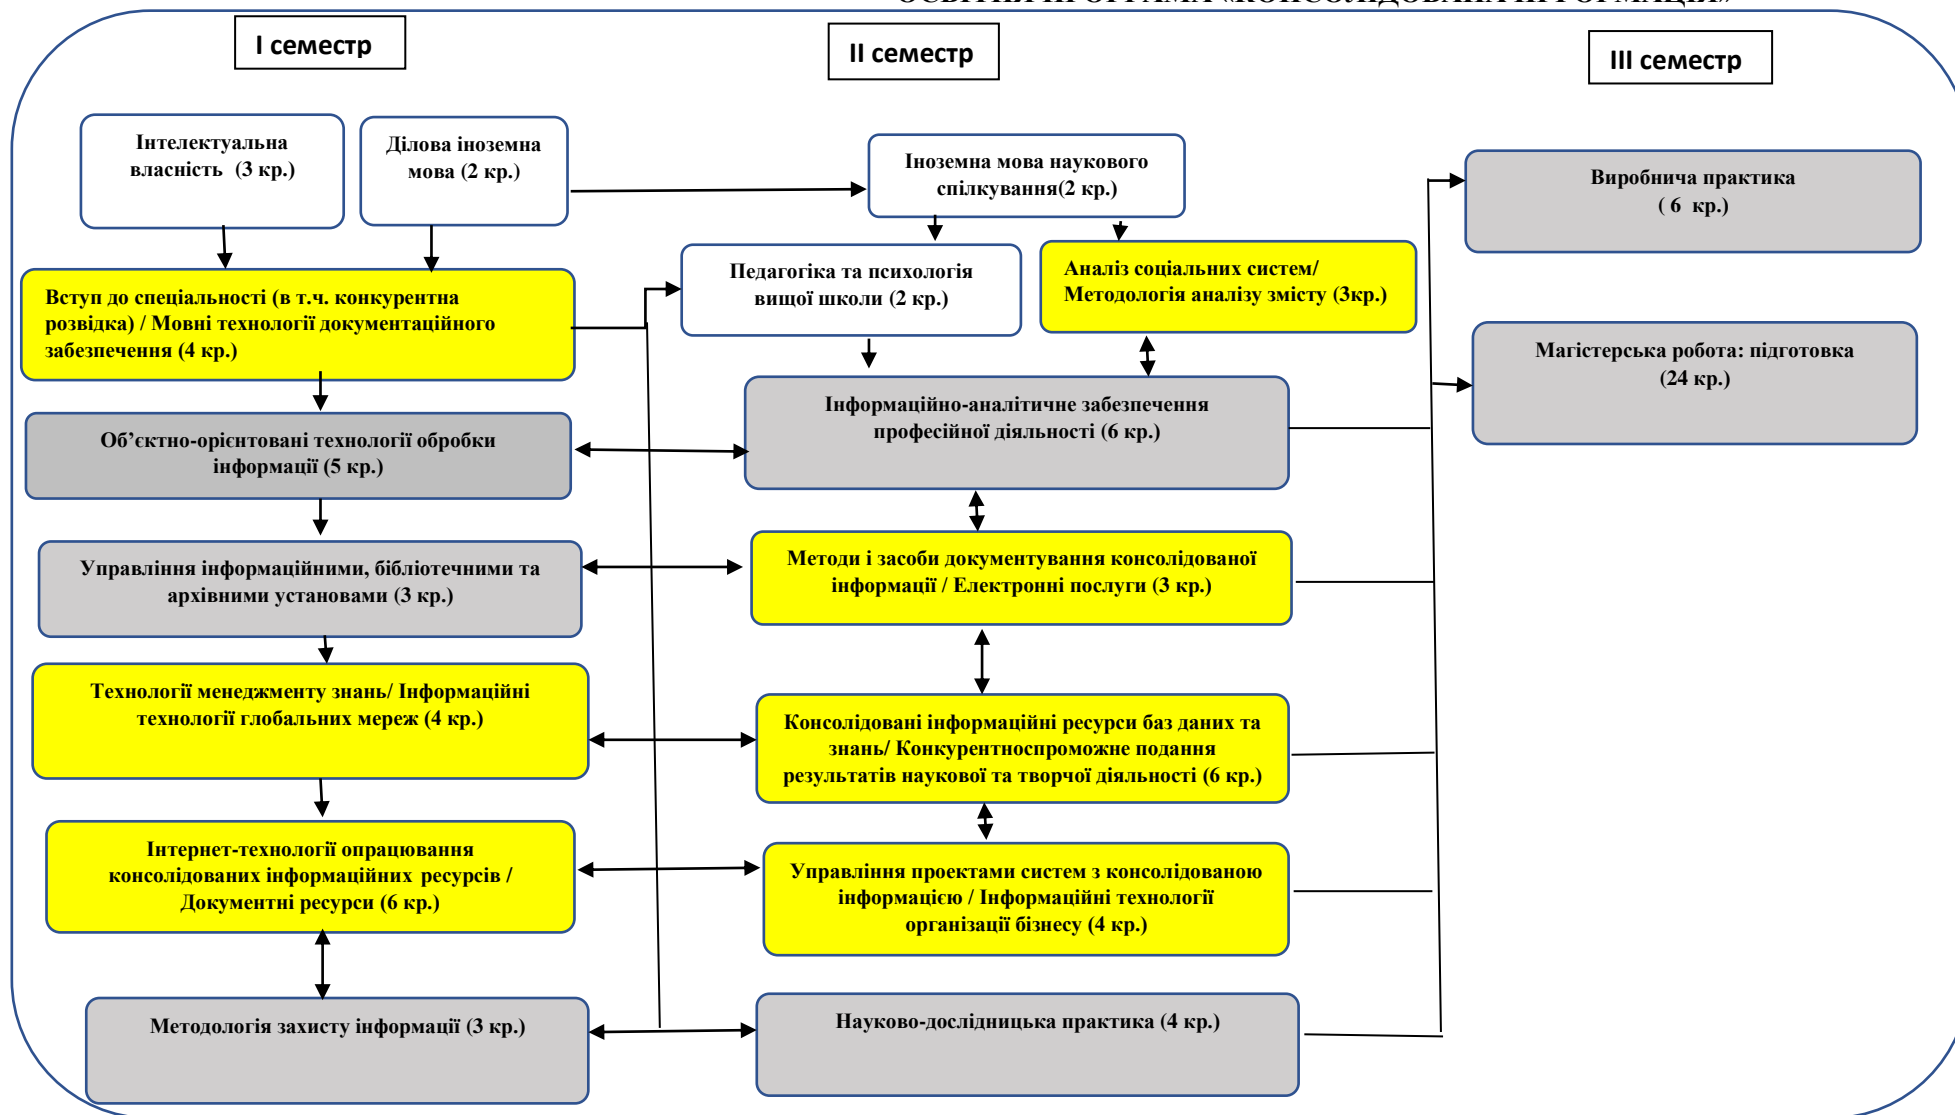 ОСВІТНЯ ПРОГРАМА «КОНСОЛІДОВАНА ІНФОРМАЦІЯ»
І семестр
ІІ семестр
ІІІ семестр
Інтелектуальна
власність (3 кр.)
Ділова іноземна
мова (2 кр.)
Іноземна мова наукового
спілкування(2 кр.)
Виробнича практика
( 6 кр.)
Вступ до спеціальності (в т.ч. конкурентна
розвідка) / Мовні технології документаційного
забезпечення (4 кр.)
Педагогіка та психологія
вищої школи (2 кр.)
Аналіз соціальних систем/
Методологія аналізу змісту (3кр.)
Магістерська робота: підготовка
(24 кр.)
Об’єктно-орієнтовані технології обробки
інформації (5 кр.)
Інформаційно-аналітичне забезпечення
професійної діяльності (6 кр.)
Управління інформаційними, бібліотечними та
архівними установами (3 кр.)
Методи і засоби документування консолідованої
інформації / Електронні послуги (3 кр.)
Технології менеджменту знань/ Інформаційні
технології глобальних мереж (4 кр.)
Консолідовані інформаційні ресурси баз даних та
знань/ Конкурентноспроможне подання
результатів наукової та творчої діяльності (6 кр.)
Інтернет-технології опрацювання
консолідованих інформаційних ресурсів /
Документні ресурси (6 кр.)
Управління проектами систем з консолідованою
інформацією / Інформаційні технології
організації бізнесу (4 кр.)
Методологія захисту інформації (3 кр.)
Науково-дослідницька практика (4 кр.)